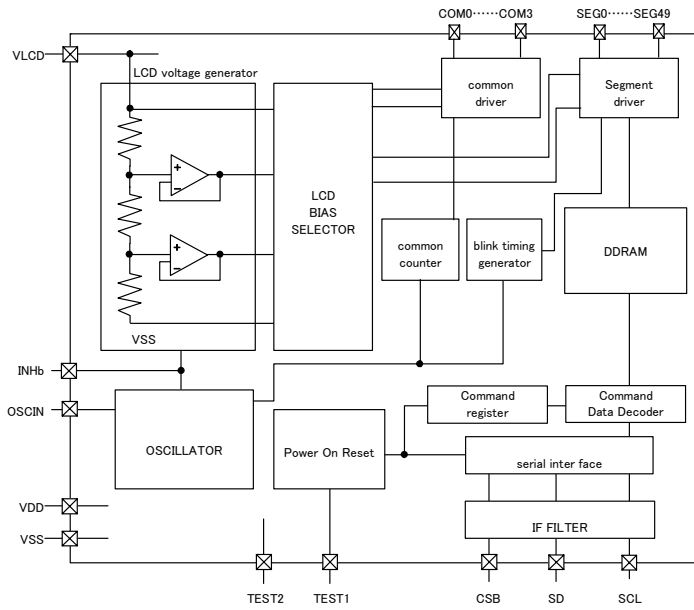 COM0……COM3
SEG0……SEG49
VLCD
LCD voltage generator
common
driver
Segment
driver
+
−
LCD
BIAS
SELECTOR
+
−
common
counter
blink timing
generator
DDRAM
VSS
INHb
OSCIN
OSCILLATOR
Command
register
Command
Data Decoder
Power On Reset
serial inter face
VDD
VSS
IF FILTER
TEST2
TEST1
CSB
SD
SCL